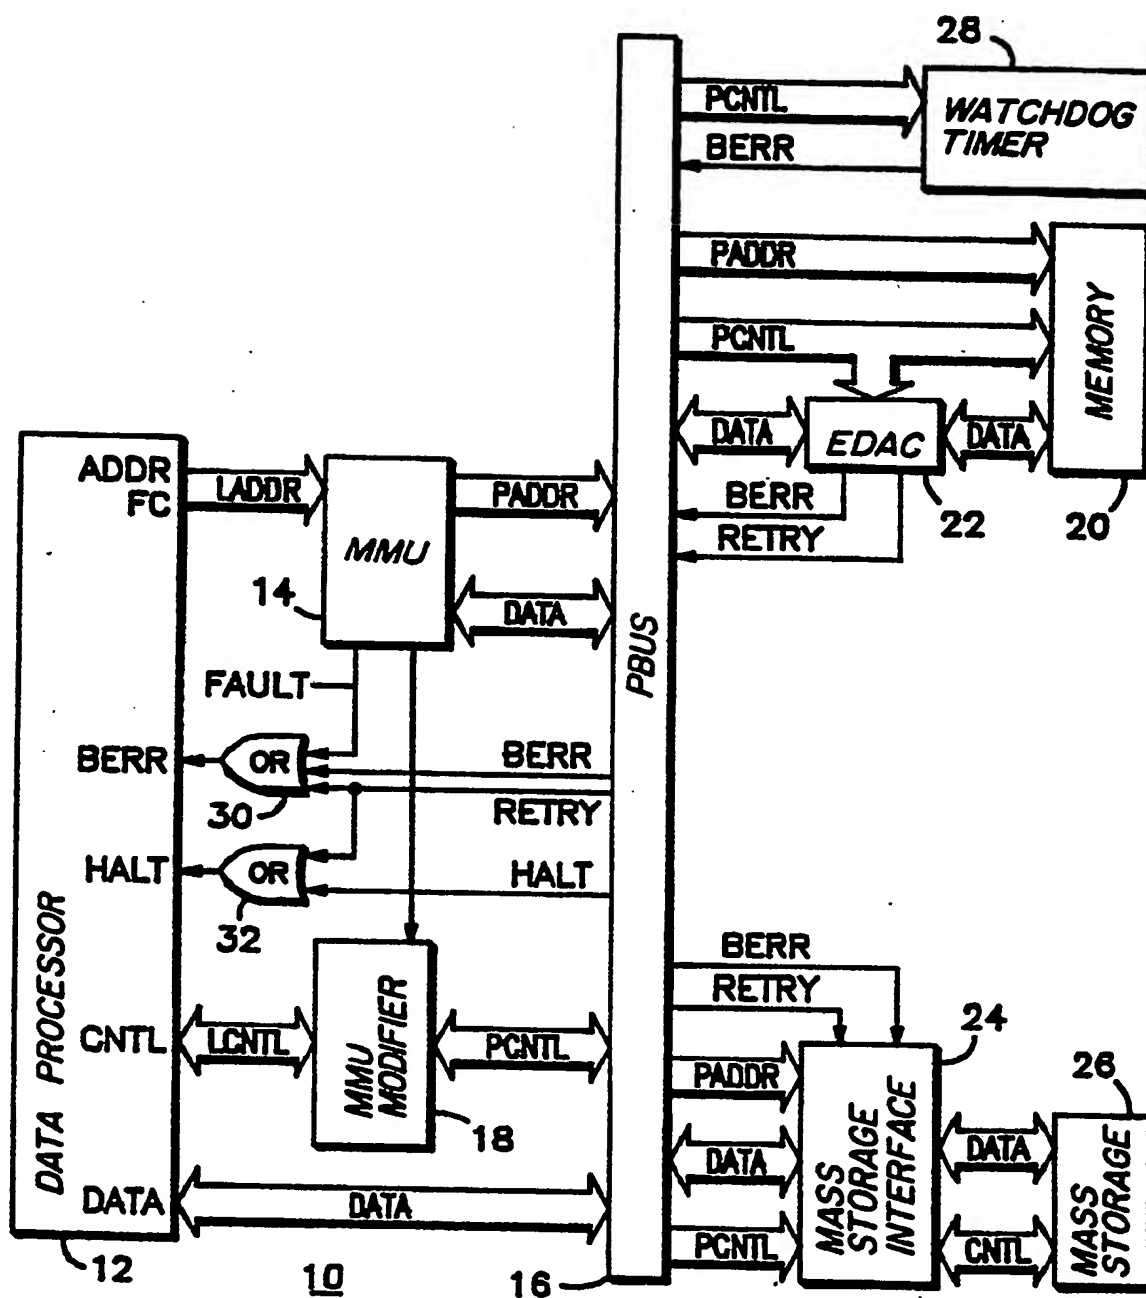 28
PCNTL
WATCHDOG
TIMER
BERR
PADDR
PCNTL
MEMORY
DATA
EDAC
DATA
BERR
RETRY
22
20
ADDR
FC
LADDR
MMU
PADDR
14
DATA
PBUS
FAULT
BERR
OR
BERR
30
RETRY
HALT
OR
HALT
32
BERR
RETRY
24
DATA PROCESSOR
CNTL
LCNTL
MMU
MODIFIER
PCNTL
18
PADDR
26
MASS
STORAGE
INTERFACE
DATA
DATA
MASS
STORAGE
DATA
DATA
PCNTL
CNTL
12
10
16